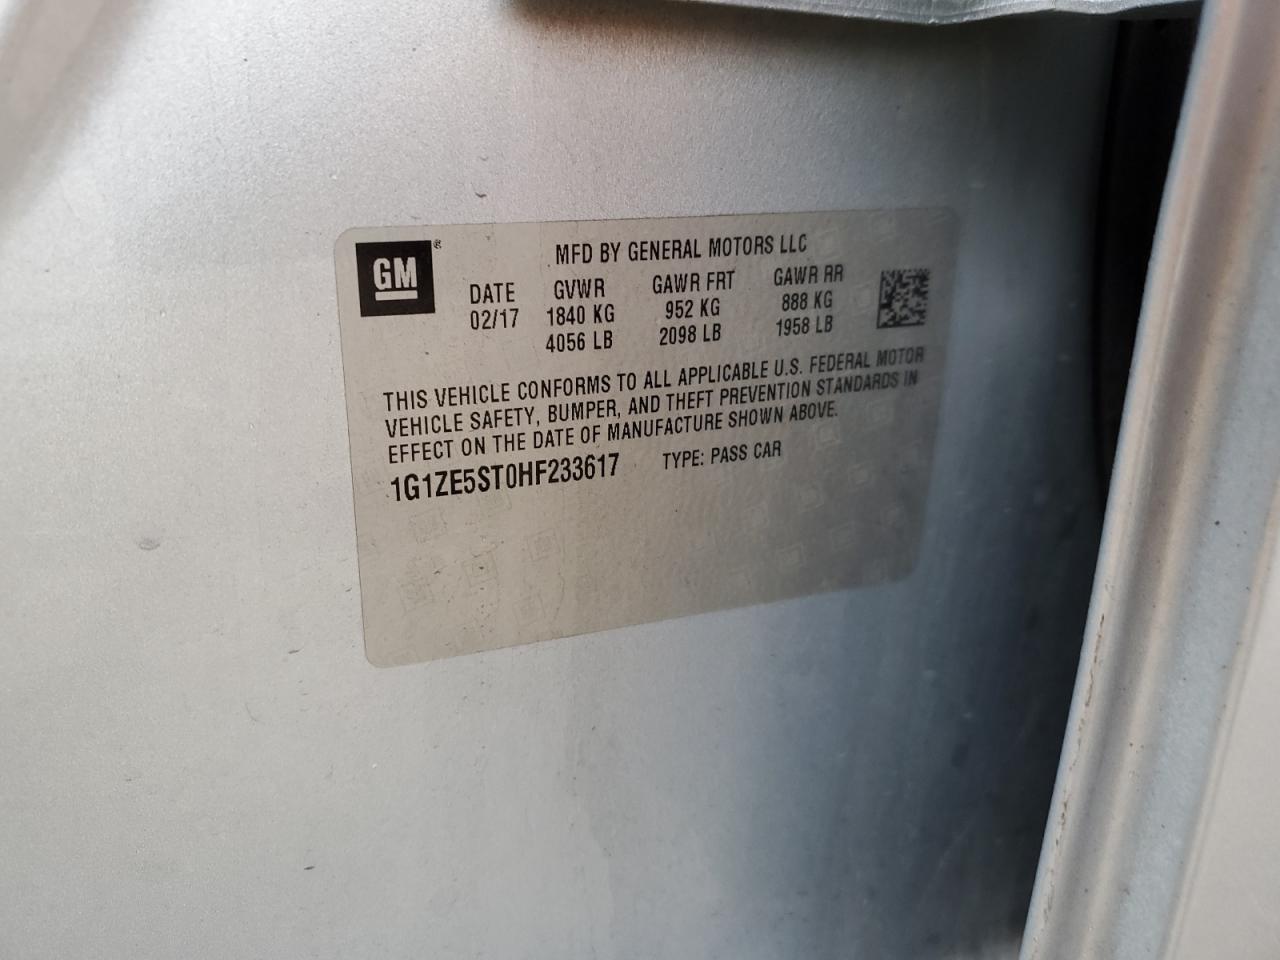 GM®
MFD BY GENERAL MOTORS LLC
DATE GVWR GAWR FRT GAWR RR
02/17 1840 KG 952 KG 888 KG
4056 LB 2098 LB 1958 LB
THIS VEHICLE CONFORMS TO ALL APPLICABLE U.S. FEDERAL MOTOR
VEHICLE SAFETY, BUMPER, AND THEFT PREVENTION STANDARDS IN
EFFECT ON THE DATE OF MANUFACTURE SHOWN ABOVE.
1G1ZE5ST0HF233617 TYPE: PASS CAR